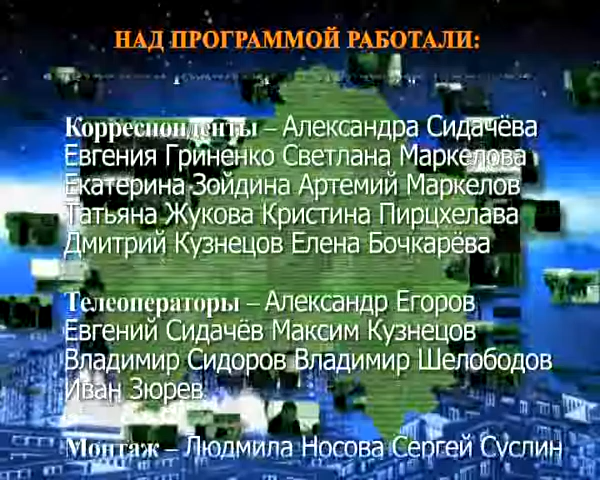 НАД ПРОГРАММОЙ РАБОТАЛИ:
Корреспонденты – Александра Сидачёва
Евгения Гриненко Светлана Маркелова
Екатерина Зойдина Артемий Маркелов
Татьяна Жукова Кристина Пирцхелава
Дмитрий Кузнецов Елена Бочкарёва
Телеоператоры – Александр Егоров
Евгений Сидачёв Максим Кузнецов
Владимир Сидоров Владимир Шелободов
Иван Зюрев
Монтаж – Людмила Носова Сергей Суслин